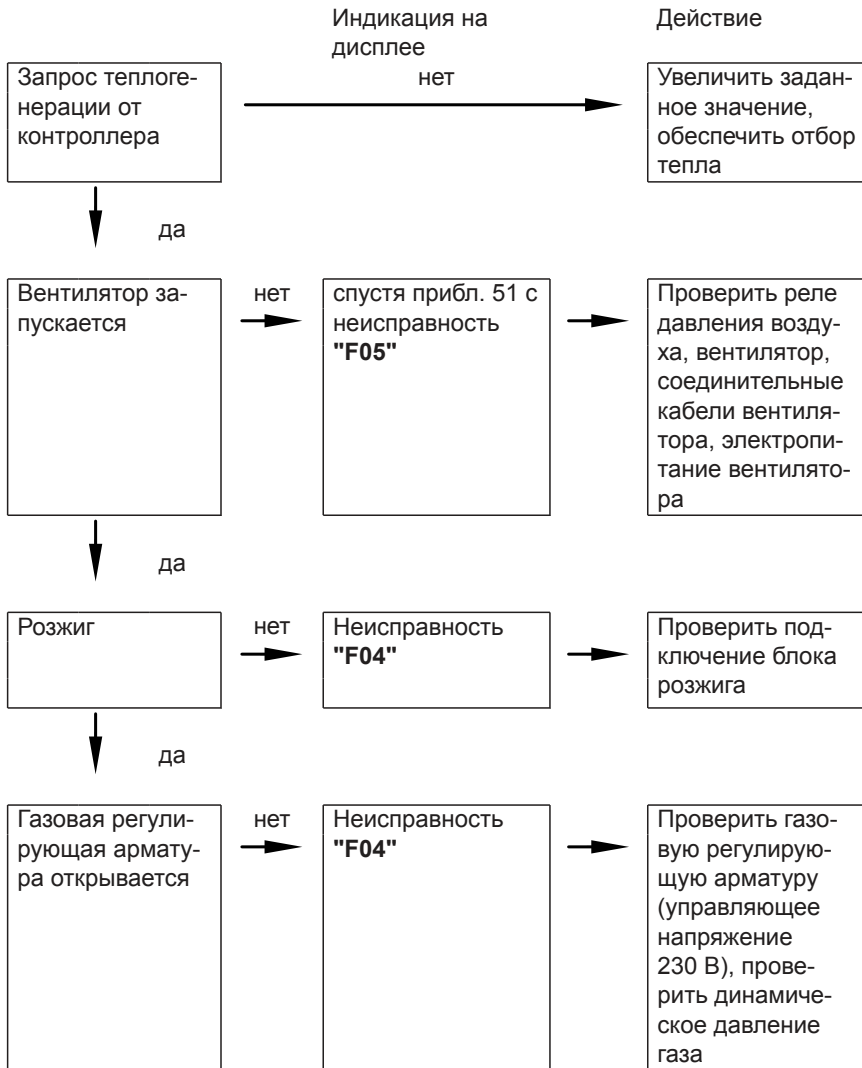 Индикация на
дисплее
Действие
Запрос теплоге-
нерации от
контроллера
нет
Увеличить задан-
ное значение,
обеспечить отбор
тепла
да
Вентилятор за-
пускается
нет
спустя прибл. 51 с
неисправность
"F05"
Проверить реле
давления возду-
ха, вентилятор,
соединительные
кабели вентиля-
тора, электропи-
тание вентилято-
ра
да
Розжиг
нет
Неисправность
"F04"
Проверить под-
ключение блока
розжига
да
Газовая регули-
рующая армату-
ра открывается
нет
Неисправность
"F04"
Проверить газо-
вую регулирую-
щую арматуру
(управляющее
напряжение
230 В), прове-
рить динамиче-
ское давление
газа